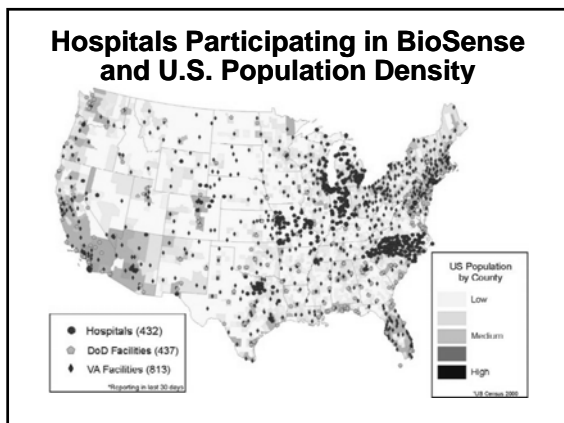 Hospitals Participating in BioSense
and U.S. Population Density
Hospitals (432)
DoD Facilities (437)
VA Facilities (813)
*Reporting in last 30 days
US Population
by County
Low
Medium
High
*US Census 2000